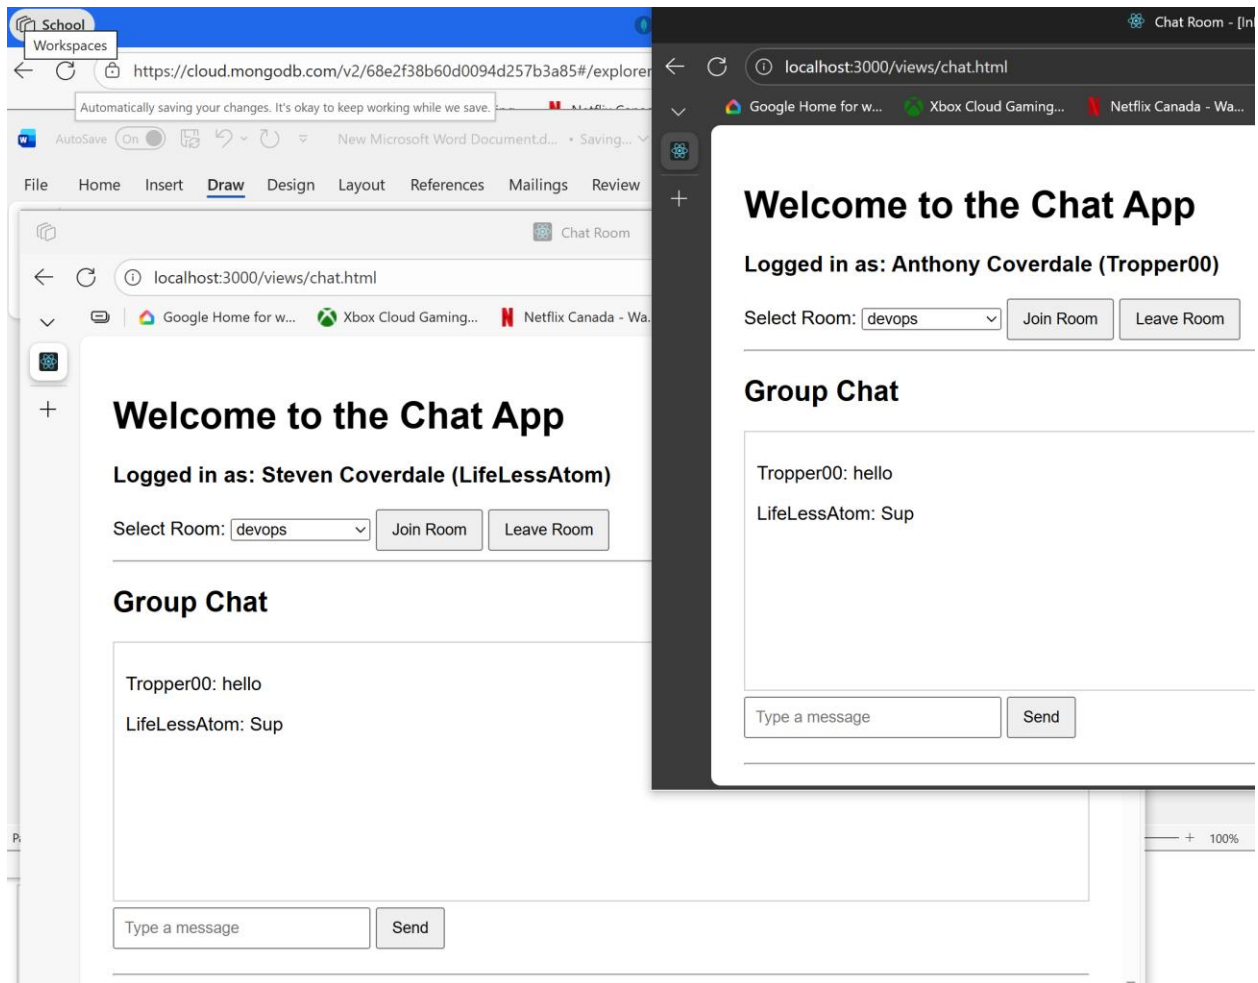 School
Workspaces
https://cloud.mongodb.com/v2/68e2f38b60d0094d257b3a85#/explorer
Automatically saving your changes. It's okay to keep working while we save.
AutoSave On New Microsoft Word Document.d... • Saving...
File Home Insert Draw Design Layout References Mailings Review
Chat Room
localhost:3000/views/chat.html
Google Home for w... Xbox Cloud Gaming... Netflix Canada - Wa.
Welcome to the Chat App
Logged in as: Steven Coverdale (LifeLessAtom)
Select Room: devops Join Room Leave Room
Group Chat
Tropper00: hello
LifeLessAtom: Sup
Type a message Send
Chat Room - [In
localhost:3000/views/chat.html
Google Home for w... Xbox Cloud Gaming... Netflix Canada - Wa...
Welcome to the Chat App
Logged in as: Anthony Coverdale (Tropper00)
Select Room: devops Join Room Leave Room
Group Chat
Tropper00: hello
LifeLessAtom: Sup
Type a message Send
100%